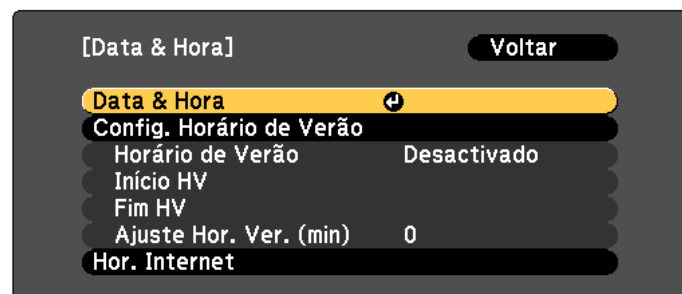 [Data & Hora] Voltar
Data & Hora
Config. Horário de Verão
Horário de Verão Desactivado
Início HV
Fim HV
Ajuste Hor. Ver. (min) 0
Hor. Internet